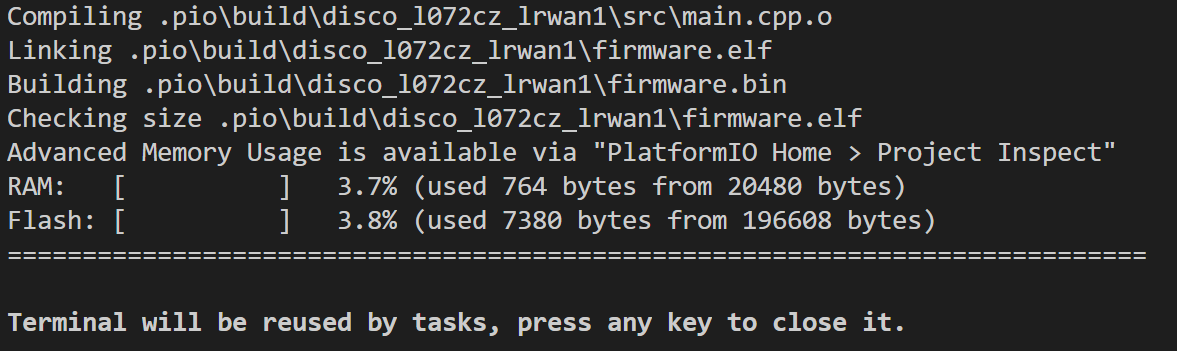 Compiling .pio\build\disco_l072cz_lrwan1\src\main.cpp.o
Linking .pio\build\disco_l072cz_lrwan1\firmware.elf
Building .pio\build\disco_l072cz_lrwan1\firmware.bin
Checking size .pio\build\disco_l072cz_lrwan1\firmware.elf
Advanced Memory Usage is available via "PlatformIO Home > Project Inspect"
RAM:   [          ]   3.7% (used 764 bytes from 20480 bytes)
Flash: [          ]   3.8% (used 7380 bytes from 196608 bytes)
============================================================================
Terminal will be reused by tasks, press any key to close it.